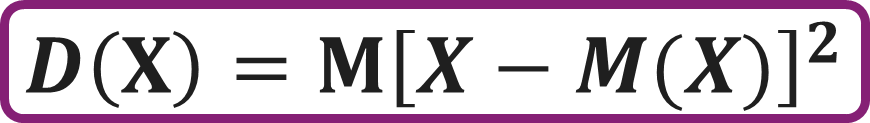 D(X) = M[X − M(X)]²